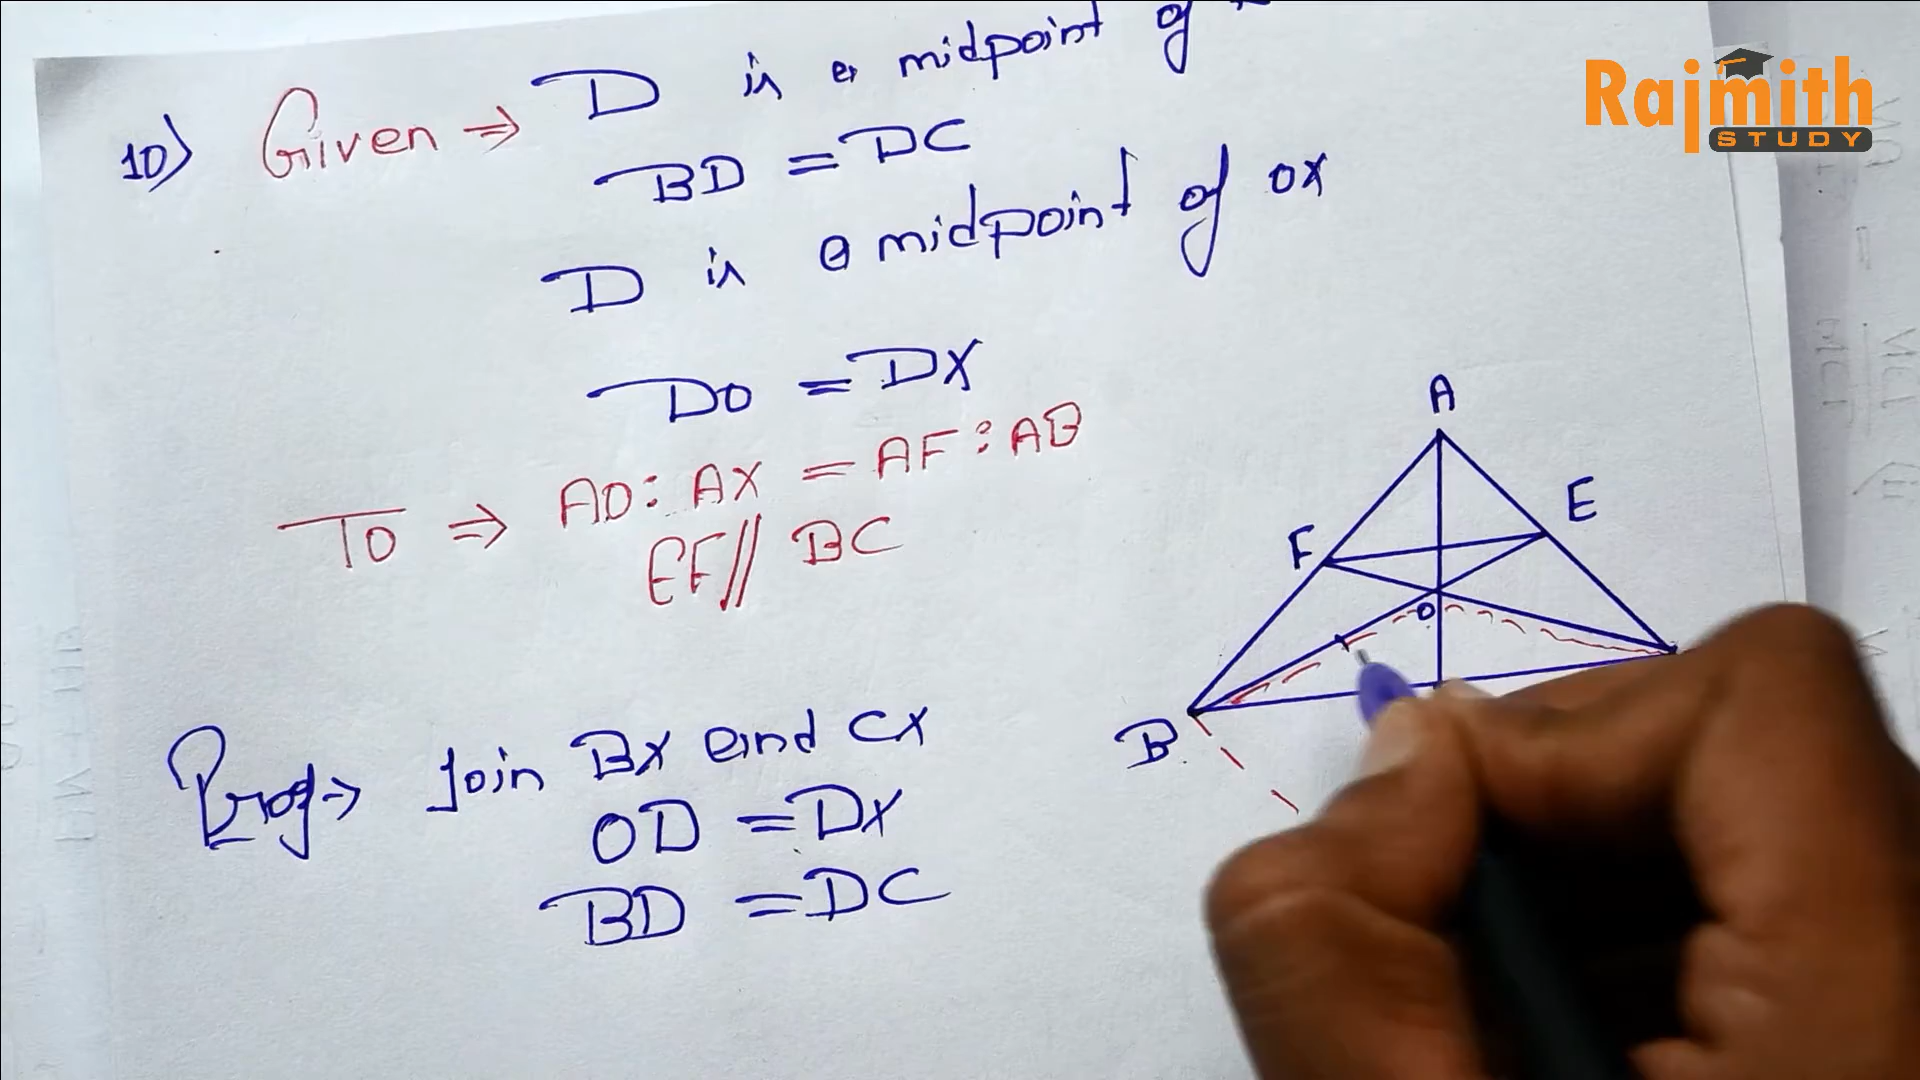 Rajmith
STUDY
10) Given ⇒ D is a midpoint of
BD = DC
D is a midpoint of OX
DO = DX
To ⇒ AO : AX = AF : AB
EF // BC
Proof → Join BX and CX
OD = DX
BD = DC
A
F
E
O
B